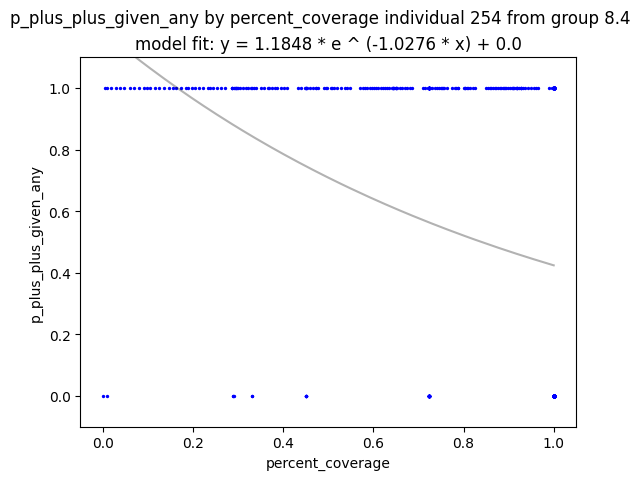 p_plus_plus_given_any by percent_coverage individual 254 from group 8.4
model fit: y = 1.1848 * e ^ (-1.0276 * x) + 0.0
1.0
0.8
0.6
0.4
0.2
0.0
p_plus_plus_given_any
0.0 0.2 0.4 0.6 0.8 1.0
percent_coverage